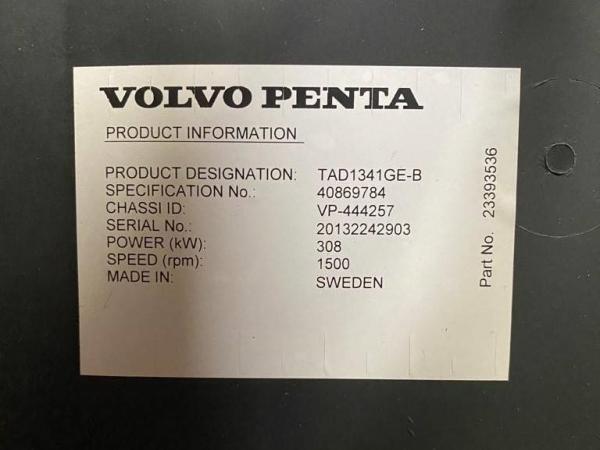 VOLVO PENTA
PRODUCT INFORMATION
PRODUCT DESIGNATION: TAD1341GE-B
SPECIFICATION No.: 40869784
CHASSI ID: VP-444257
SERIAL No.: 20132242903
POWER (kW): 308
SPEED (rpm): 1500
MADE IN: SWEDEN
Part No. 23393536